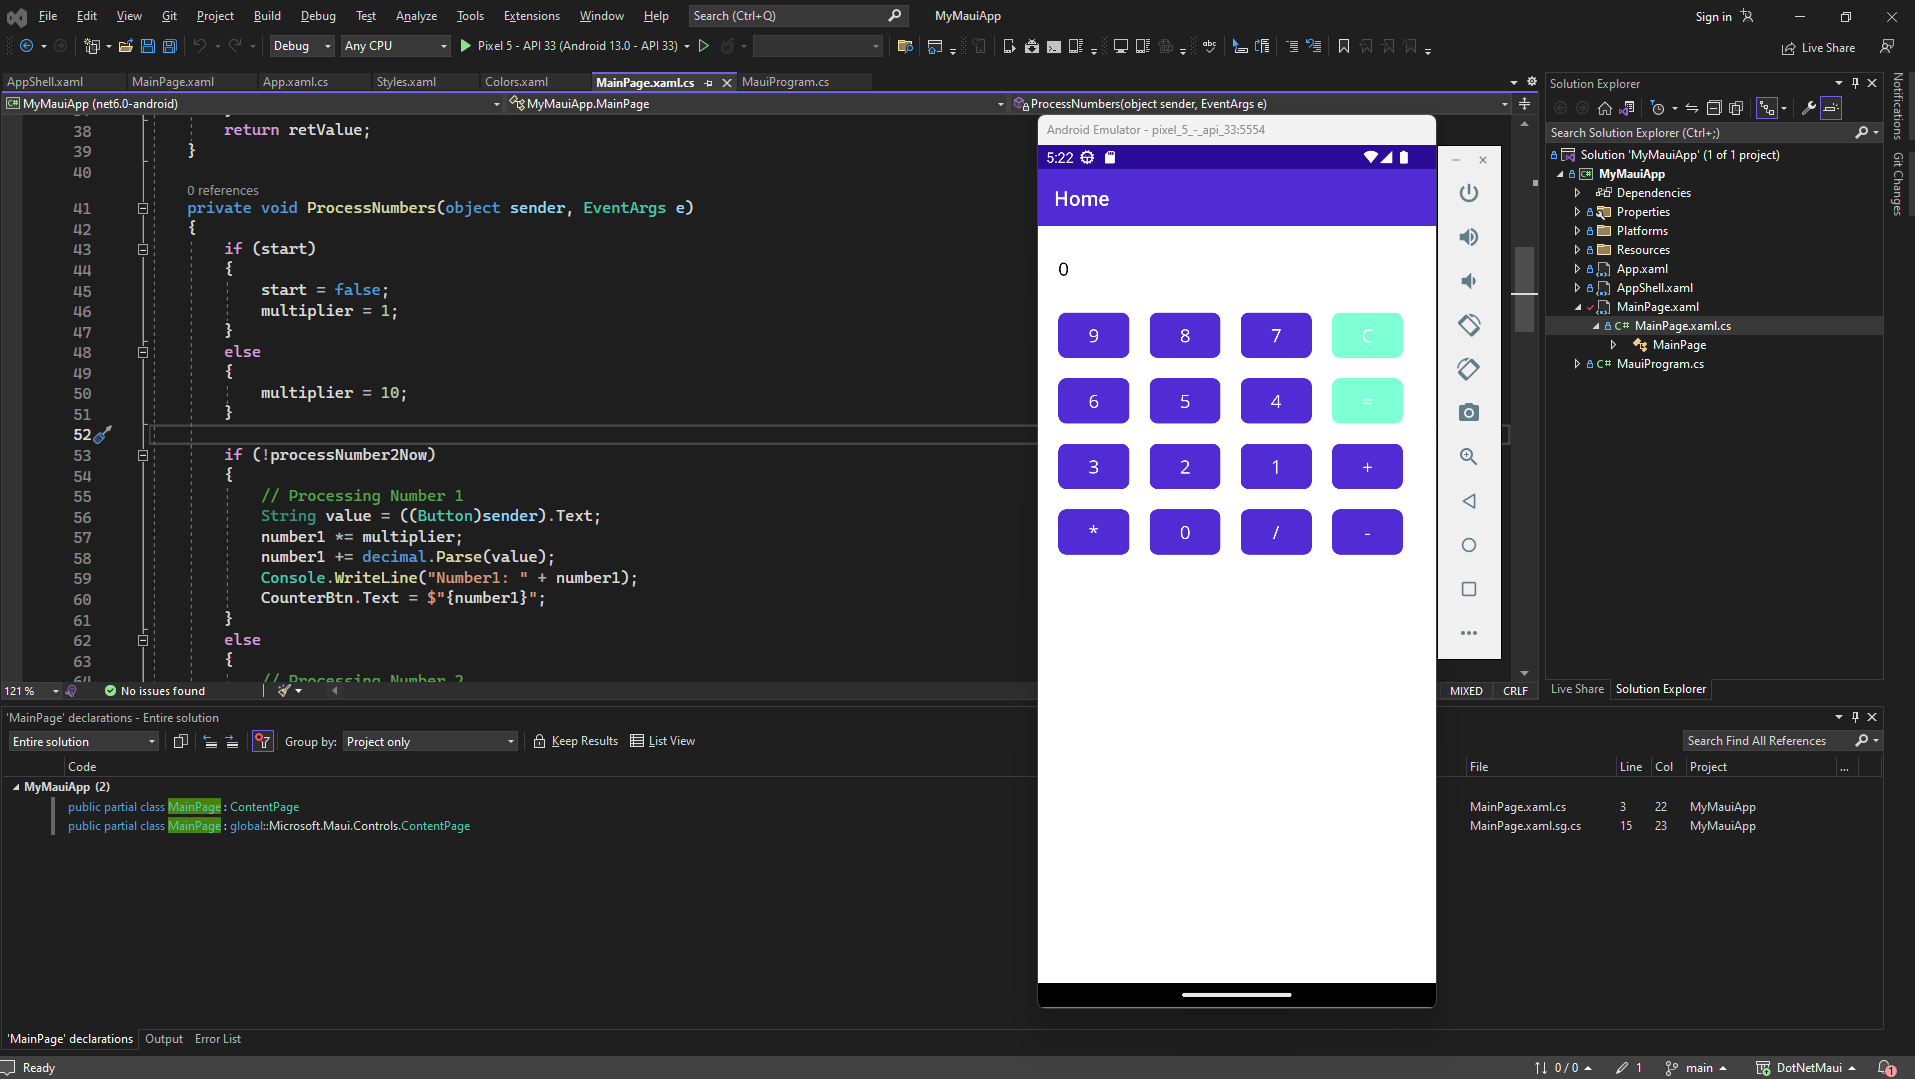 File Edit View Git Project Build Debug Test Analyze Tools Extensions Window Help Search (Ctrl+Q) MyMauiApp Sign in
Debug Any CPU Pixel 5 - API 33 (Android 13.0 - API 33) Live Share
AppShell.xaml MainPage.xaml App.xaml.cs Styles.xaml Colors.xaml MainPage.xaml.cs MauiProgram.cs
MyMauiApp (net6.0-android) MyMauiApp.MainPage ProcessNumbers(object sender, EventArgs e)
38 return retValue;
39 }
40
0 references
41 private void ProcessNumbers(object sender, EventArgs e)
42 {
43 if (start)
44 {
45 start = false;
46 multiplier = 1;
47 }
48 else
49 {
50 multiplier = 10;
51 }
52
53 if (!processNumber2Now)
54 {
55 // Processing Number 1
56 String value = ((Button)sender).Text;
57 number1 *= multiplier;
58 number1 += decimal.Parse(value);
59 Console.WriteLine("Number1: " + number1);
60 CounterBtn.Text = $"{number1}";
61 }
62 else
63 {
64 // Processing Number 2
121 % No issues found MIXED CRLF
Android Emulator - pixel_5_-_api_33:5554
5:22
Home
0
9 8 7 C
6 5 4 =
3 2 1 +
* 0 / -
Solution Explorer
Search Solution Explorer (Ctrl+;)
Solution 'MyMauiApp' (1 of 1 project)
MyMauiApp
Dependencies
Properties
Platforms
Resources
App.xaml
AppShell.xaml
MainPage.xaml
C# MainPage.xaml.cs
MainPage
C# MauiProgram.cs
Live Share Solution Explorer
Notifications
Git Changes
'MainPage' declarations - Entire solution
Entire solution Group by: Project only Keep Results List View Search Find All References
Code File Line Col Project ...
MyMauiApp (2)
public partial class MainPage : ContentPage MainPage.xaml.cs 3 22 MyMauiApp
public partial class MainPage : global::Microsoft.Maui.Controls.ContentPage MainPage.xaml.sg.cs 15 23 MyMauiApp
'MainPage' declarations Output Error List
Ready 0 / 0 1 main DotNetMaui 1